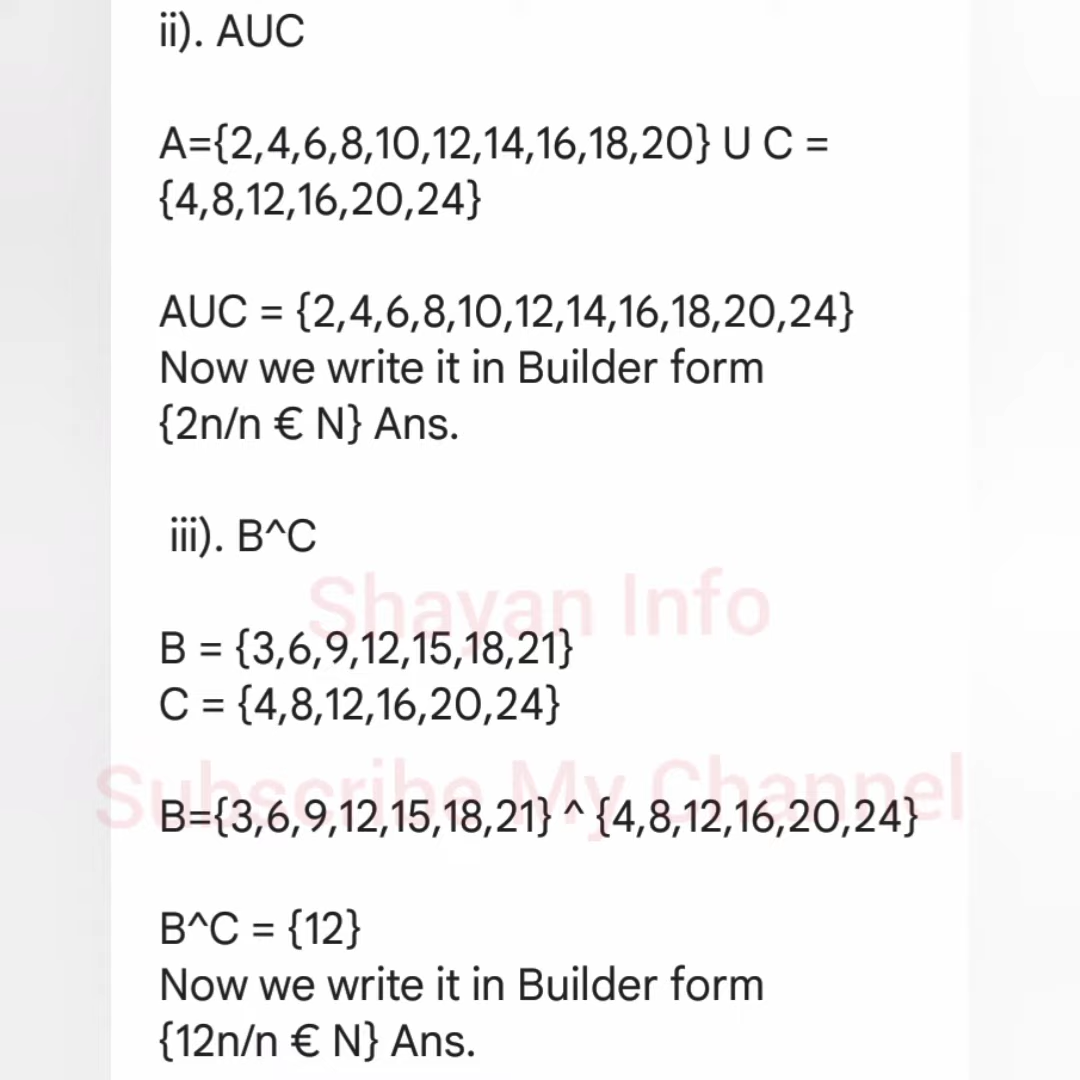 ii). AUC
A={2,4,6,8,10,12,14,16,18,20} U C =
{4,8,12,16,20,24}
AUC = {2,4,6,8,10,12,14,16,18,20,24}
Now we write it in Builder form
{2n/n € N} Ans.
iii). B^C
Shayan Info
B = {3,6,9,12,15,18,21}
C = {4,8,12,16,20,24}
Subscribe My Channel
B={3,6,9,12,15,18,21} ^ {4,8,12,16,20,24}
B^C = {12}
Now we write it in Builder form
{12n/n € N} Ans.